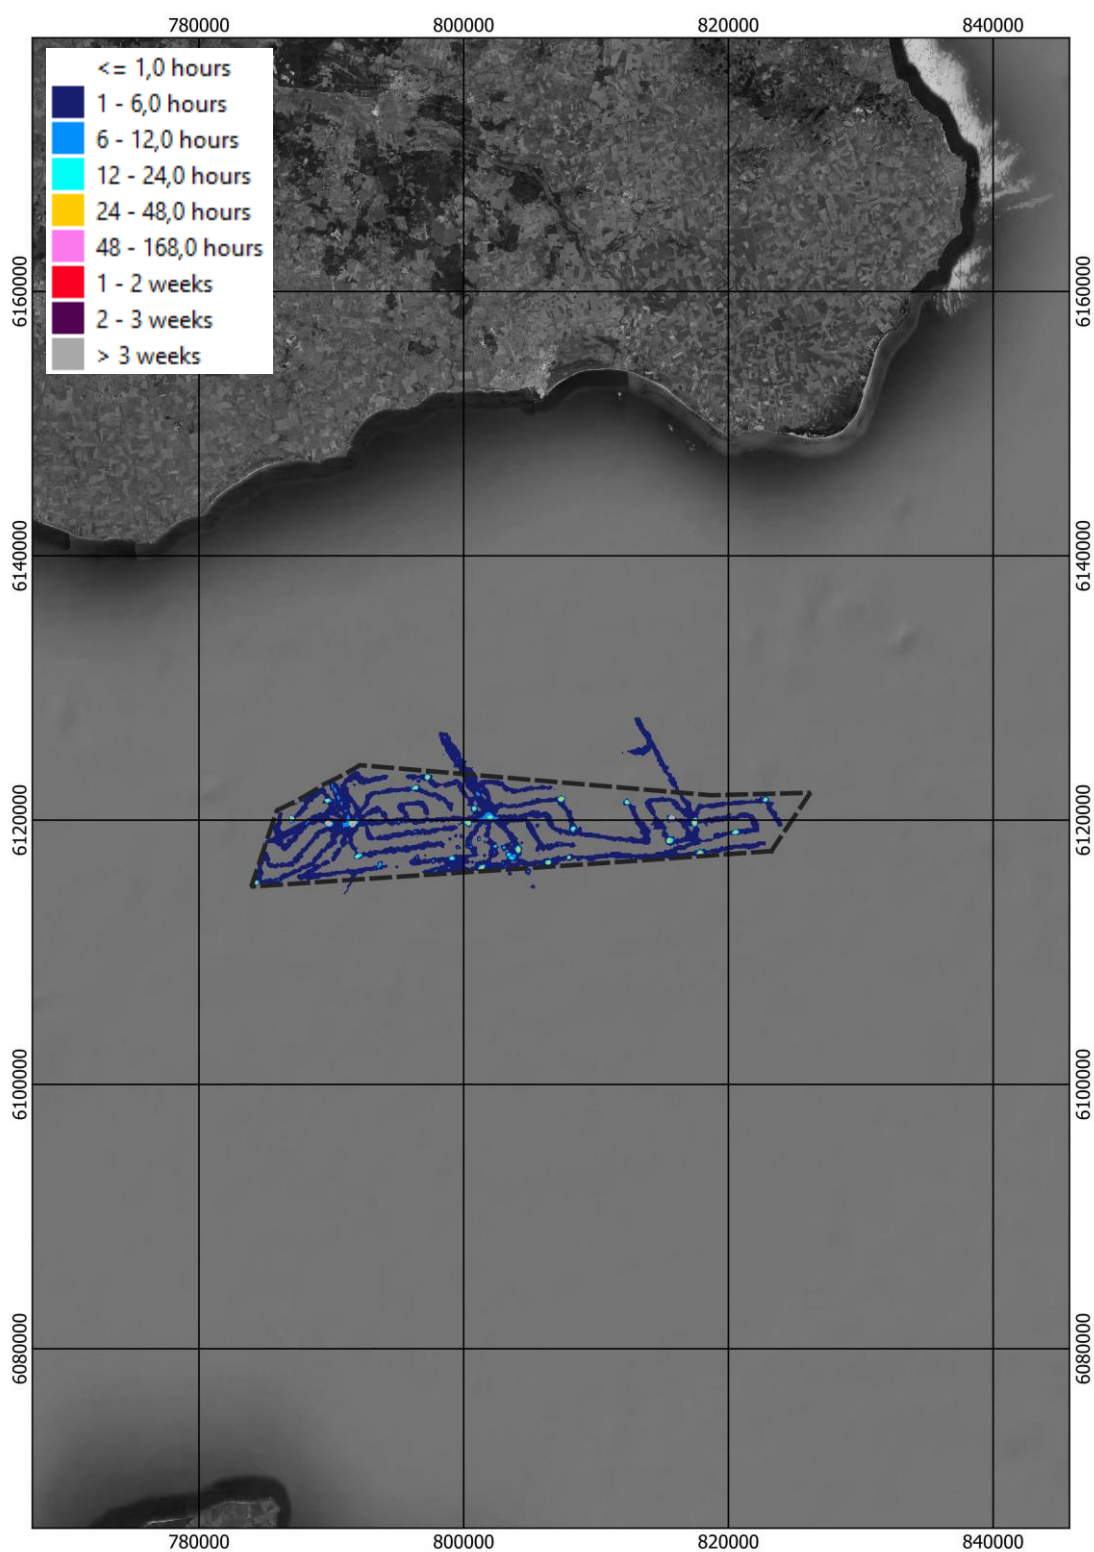 780000 800000 820000 840000
<= 1,0 hours
1 - 6,0 hours
6 - 12,0 hours
12 - 24,0 hours
24 - 48,0 hours
48 - 168,0 hours
1 - 2 weeks
2 - 3 weeks
> 3 weeks
6160000 6160000
6140000 6140000
6120000 6120000
6100000 6100000
6080000 6080000
780000 800000 820000 840000